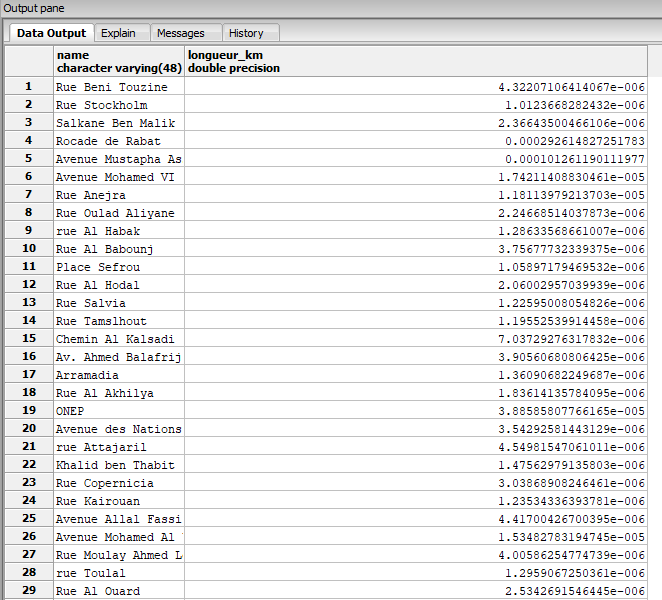 Output pane
Data Output Explain Messages History
name longueur_km
character varying(48) double precision
1 Rue Beni Touzine 4.32207106414067e-006
2 Rue Stockholm 1.0123668282432e-006
3 Salkane Ben Malik 2.36643500466106e-006
4 Rocade de Rabat 0.000292614827251783
5 Avenue Mustapha As 0.000101261190111977
6 Avenue Mohamed VI 1.74211408830461e-005
7 Rue Anejra 1.18113979213703e-005
8 Rue Oulad Aliyane 2.24668514037873e-006
9 rue Al Habak 1.28633568661007e-006
10 Rue Al Babounj 3.75677732339375e-006
11 Place Sefrou 1.05897179469532e-006
12 Rue Al Hodal 2.06002957039939e-006
13 Rue Salvia 1.22595008054826e-006
14 Rue Tamslhout 1.19552539914458e-006
15 Chemin Al Kalsadi 7.03729276317832e-006
16 Av. Ahmed Balafrij 3.90560680806425e-006
17 Arramadia 1.36090682249687e-006
18 Rue Al Akhilya 1.83614135784095e-006
19 ONEP 3.88585807766165e-005
20 Avenue des Nations 3.54292581443129e-006
21 rue Attajaril 4.54981547061011e-006
22 Khalid ben Thabit 1.47562979135803e-006
23 Rue Copernicia 3.03868908246461e-006
24 Rue Kairouan 1.23534336393781e-006
25 Avenue Allal Fassi 4.41700426700395e-006
26 Avenue Mohamed Al 1.53482783194745e-005
27 Rue Moulay Ahmed L 4.00586254774739e-006
28 rue Toulal 1.2959067250361e-006
29 Rue Al Ouard 2.5342691546445e-006